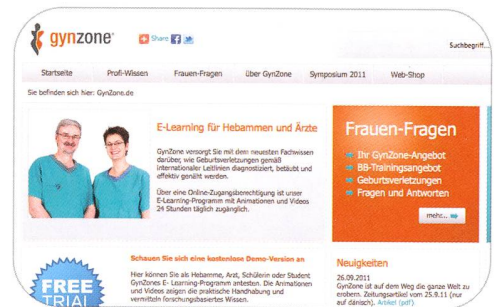 gynzone
Share
Suchbegriff...
Startseite Profi-Wissen Frauen-Fragen über GynZone Symposium 2011 Web-Shop
Sie befinden sich hier: GynZone.de
E-Learning für Hebammen und Ärzte
GynZone versorgt Sie mit dem neuesten Fachwissen
darüber, wie Geburtsverletzungen gemäß
internationaler Leitlinien diagnostiziert, betäubt und
effektiv genäht werden.
Über eine Online-Zugangsberechtigung ist unser
E-Learning-Programm mit Animationen und Videos
24 Stunden täglich zugänglich.
Frauen-Fragen
Ihr GynZone-Angebot
BB-Trainingsangebot
Geburtsverletzungen
Fragen und Antworten
mehr...
FREE
TRIAL
Schauen Sie sich eine kostenlose Demo-Version an
Hier können Sie als Hebamme, Arzt, Schülerin oder Student
GynZones E- Learning-Programm antesten. Die Animationen
und Videos zeigen die praktische Handhabung und
vermitteln forschungsbasiertes Wissen.
Neuigkeiten
26.09.2011
GynZone ist auf dem Weg die ganze Welt zu
erobern. Zeitungsartikel vom 25.9.11 (nur
auf dänisch). Artikel (pdf)